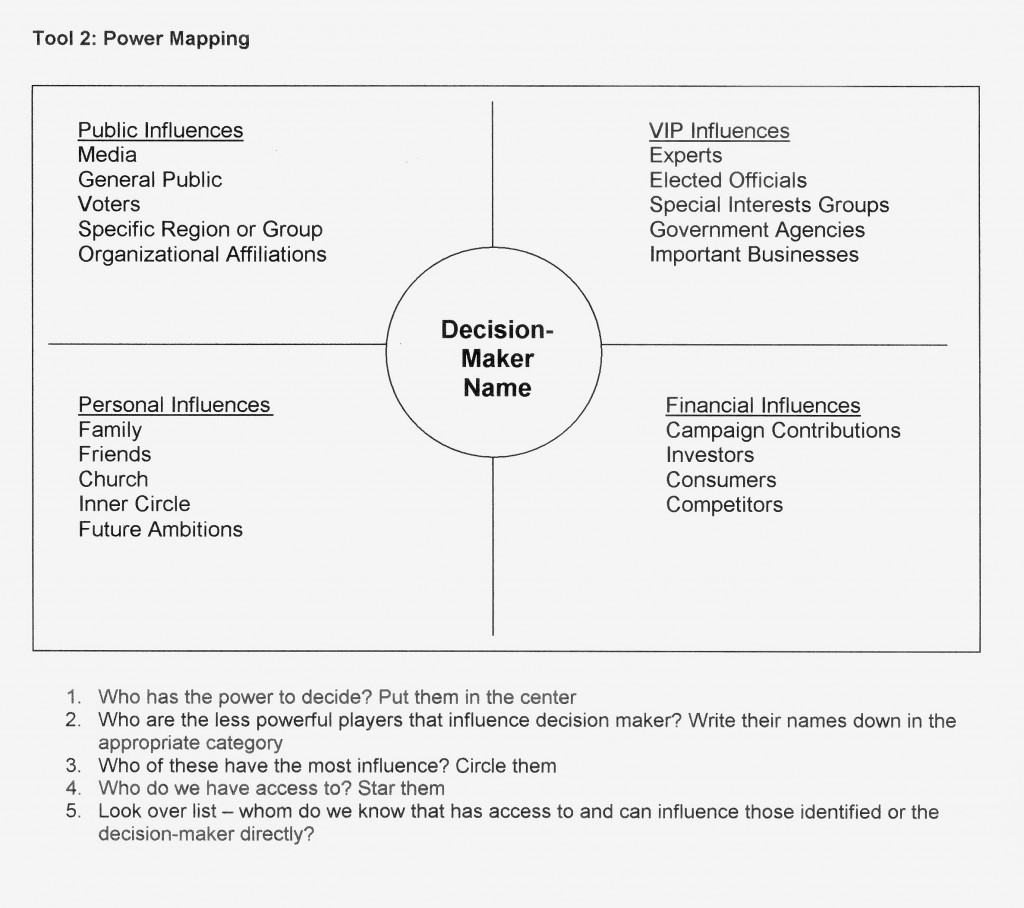 Tool 2: Power Mapping
Public Influences
Media
General Public
Voters
Specific Region or Group
Organizational Affiliations
VIP Influences
Experts
Elected Officials
Special Interests Groups
Government Agencies
Important Businesses
Decision-
Maker
Name
Personal Influences
Family
Friends
Church
Inner Circle
Future Ambitions
Financial Influences
Campaign Contributions
Investors
Consumers
Competitors
1. Who has the power to decide? Put them in the center
2. Who are the less powerful players that influence decision maker? Write their names down in the
appropriate category
3. Who of these have the most influence? Circle them
4. Who do we have access to? Star them
5. Look over list – whom do we know that has access to and can influence those identified or the
decision-maker directly?